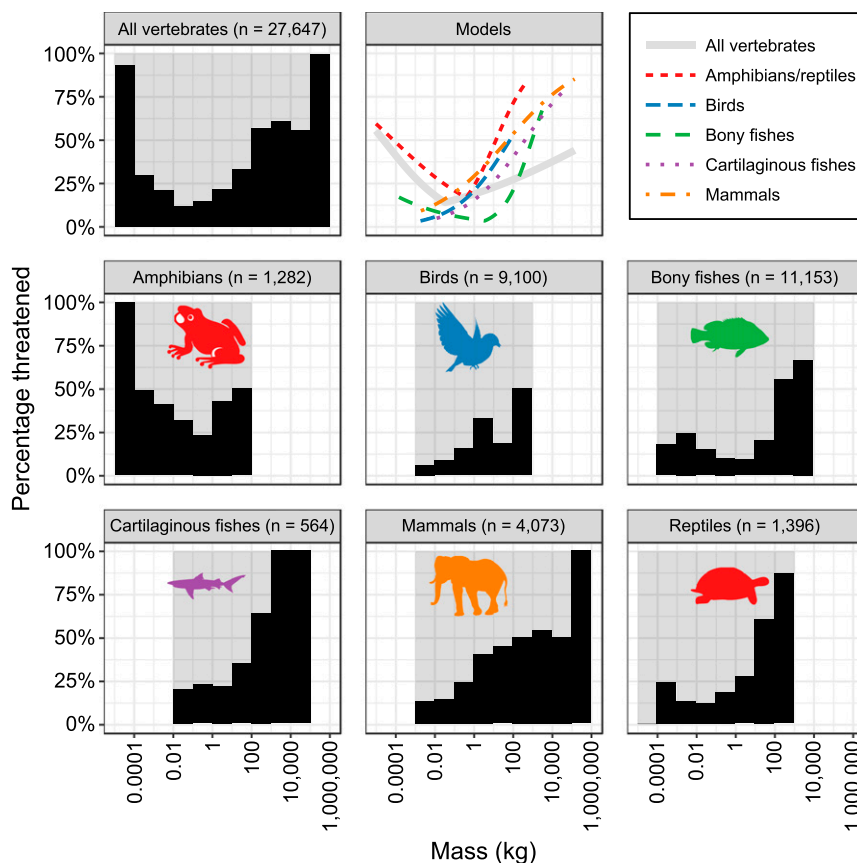 All vertebrates (n = 27,647)
Models
All vertebrates
Amphibians/reptiles
Birds
Bony fishes
Cartilaginous fishes
Mammals
100%
75%
50%
25%
0%
Percentage threatened
Amphibians (n = 1,282)
Birds (n = 9,100)
Bony fishes (n = 11,153)
100%
75%
50%
25%
0%
Cartilaginous fishes (n = 564)
Mammals (n = 4,073)
Reptiles (n = 1,396)
100%
75%
50%
25%
0%
0.0001
0.01
1
100
10,000
1,000,000
0.0001
0.01
1
100
10,000
1,000,000
0.0001
0.01
1
100
10,000
1,000,000
Mass (kg)